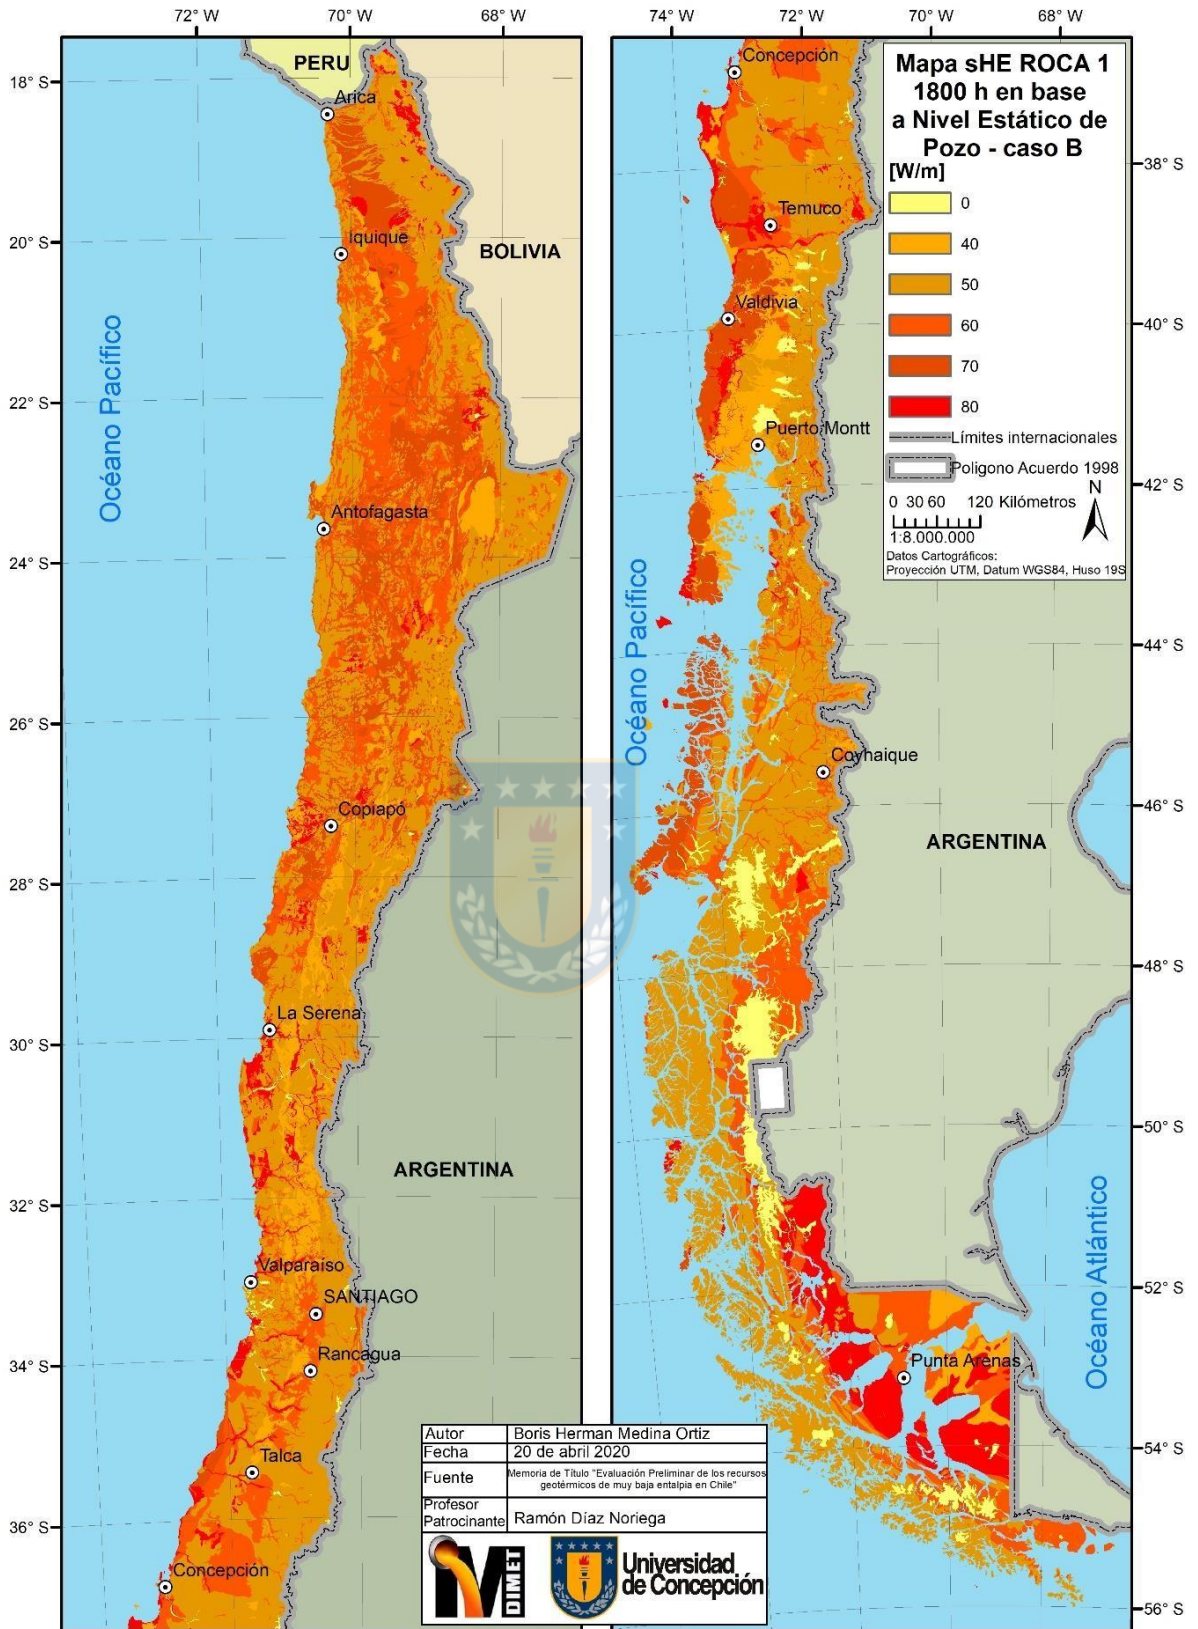 72° W
70° W
68° W
74° W
72° W
70° W
68° W
18° S
20° S
22° S
24° S
26° S
28° S
30° S
32° S
34° S
36° S
PERU
Arica
Iquique
BOLIVIA
Océano Pacífico
Antofagasta
Copiapó
La Serena
ARGENTINA
Valparaíso
SANTIAGO
Rancagua
Talca
Concepción
Concepción
Temuco
Valdivia
Puerto Montt
Océano Pacífico
Coyhaique
ARGENTINA
Océano Atlántico
Punta Arenas
Mapa sHE ROCA 1
1800 h en base
a Nivel Estático de
Pozo - caso B
[W/m]
0
40
50
60
70
80
Límites internacionales
Poligono Acuerdo 1998
0 30 60 120 Kilómetros
N
1:8.000.000
Datos Cartográficos:
Proyección UTM, Datum WGS84, Huso 19S
38° S
40° S
42° S
44° S
46° S
48° S
50° S
52° S
54° S
56° S
Autor Boris Herman Medina Ortiz
Fecha 20 de abril 2020
Fuente Memoria de Título "Evaluación Preliminar de los recursos
geotérmicos de muy baja entalpia en Chile"
Profesor
Patrocinante Ramón Díaz Noriega
DIMET
Universidad
de Concepción